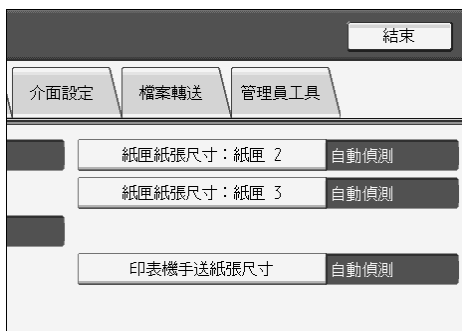 結束
介面設定 檔案轉送 管理員工具
紙匣紙張尺寸：紙匣 2 自動偵測
紙匣紙張尺寸：紙匣 3 自動偵測
印表機手送紙張尺寸 自動偵測